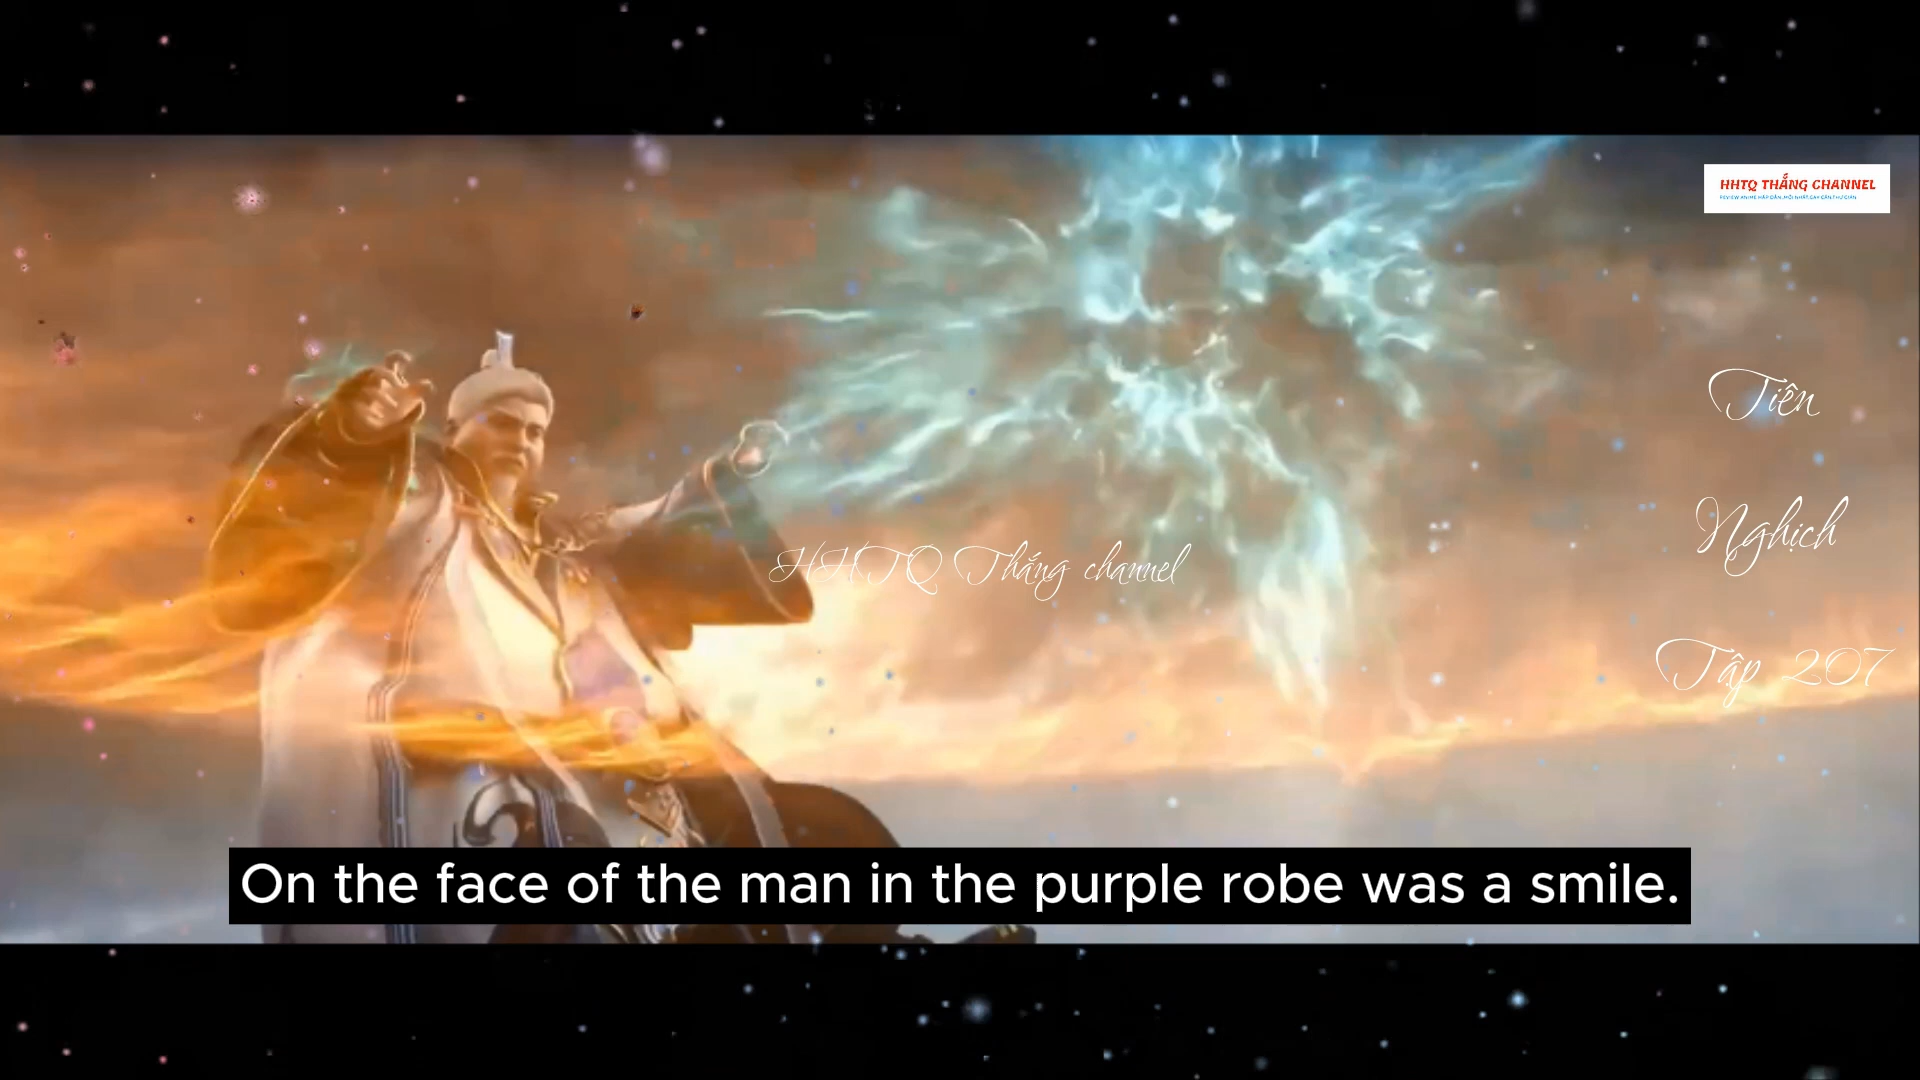 HHTQ THẮNG CHANNEL
Tiên
Nghịch
HHTQ Thắng channel
Tập 207
On the face of the man in the purple robe was a smile.